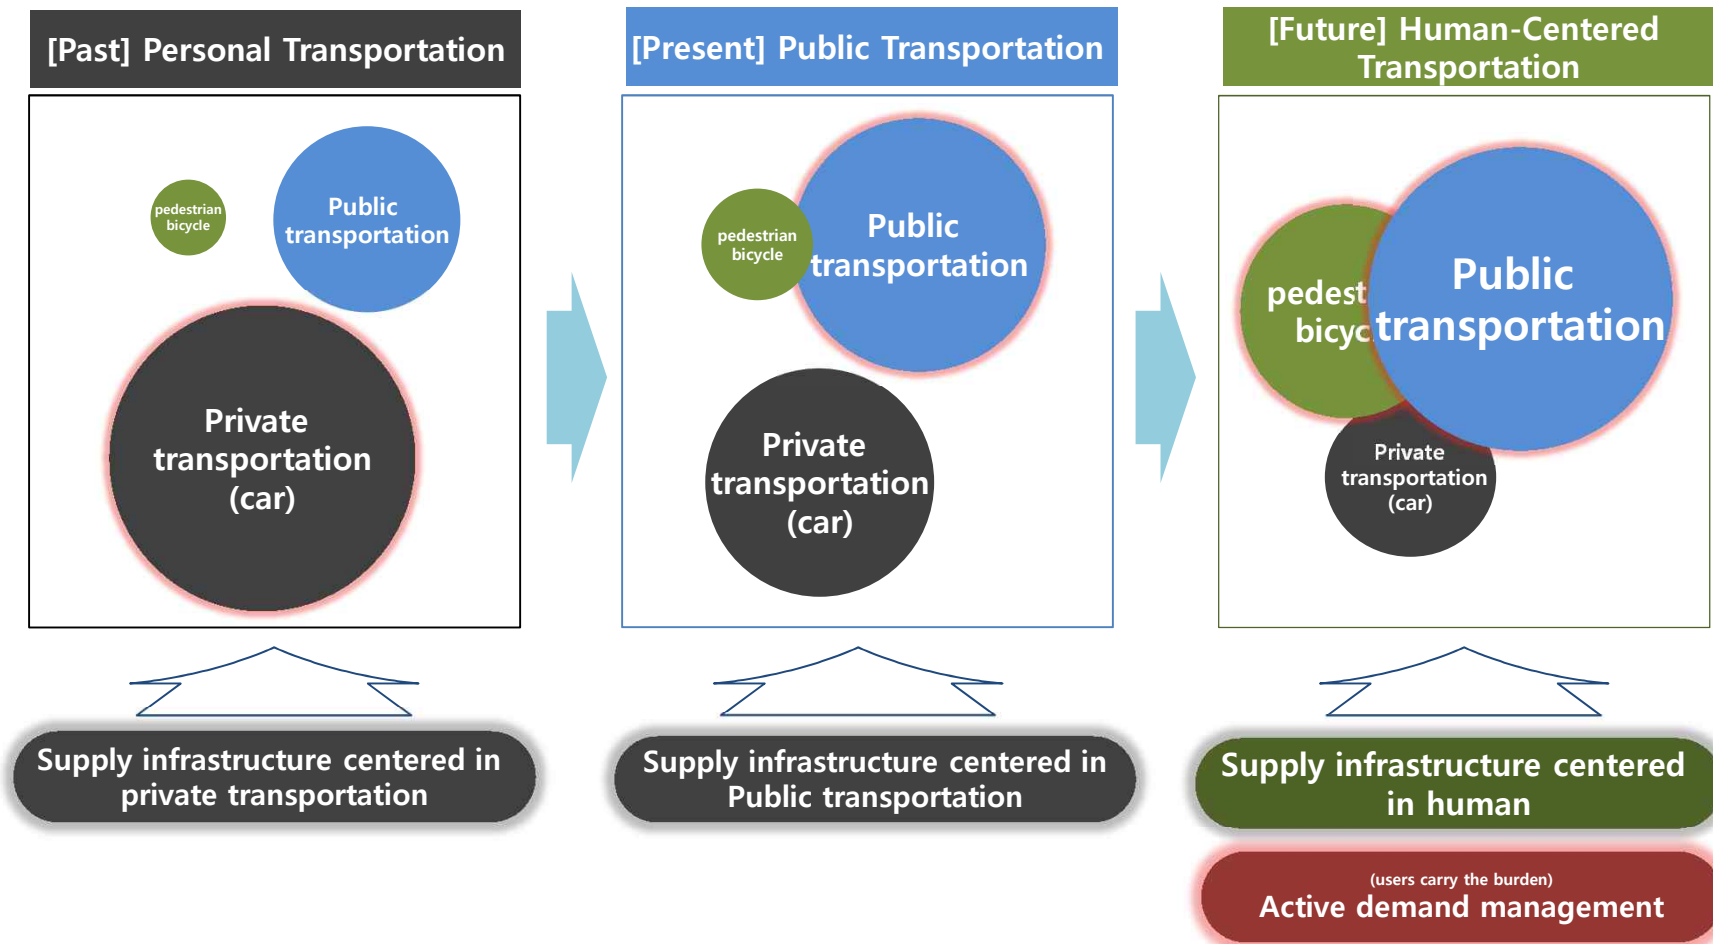 [Past] Personal Transportation
pedestrian
bicycle
Public
transportation
Private
transportation
(car)
Supply infrastructure centered in
private transportation
[Present] Public Transportation
pedestrian
bicycle
Public
transportation
Private
transportation
(car)
Supply infrastructure centered in
Public transportation
[Future] Human-Centered
Transportation
pedest
bicyc
Public
transportation
Private
transportation
(car)
Supply infrastructure centered
in human
(users carry the burden)
Active demand management